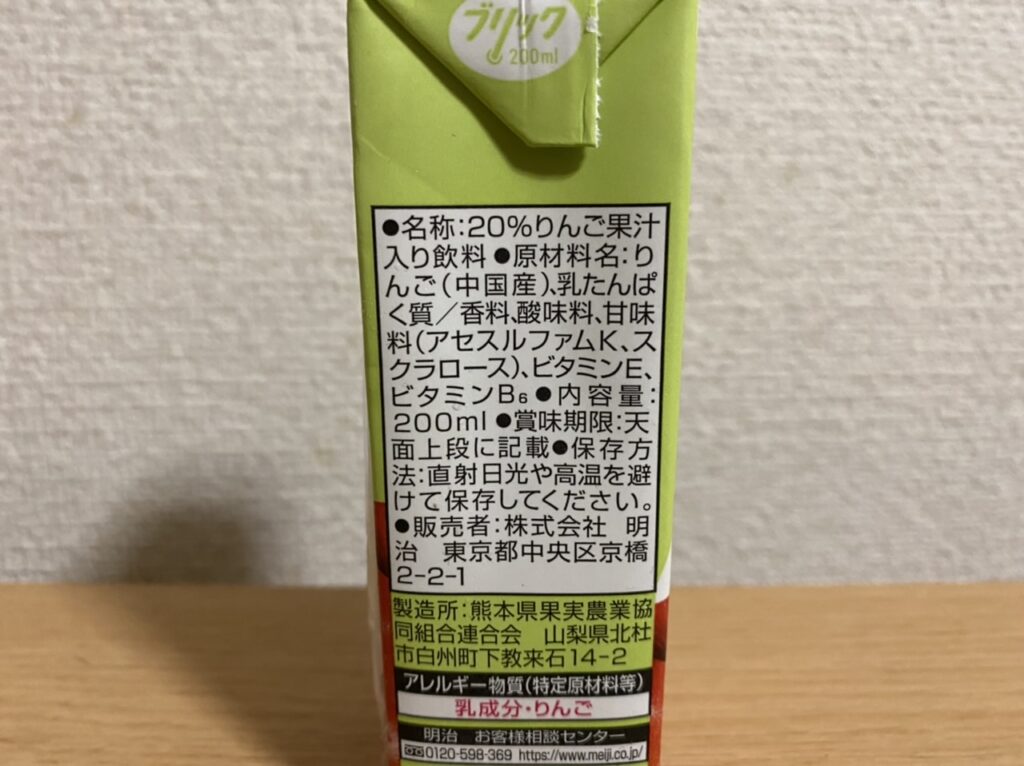 ブリック
200ml
●名称:20%りんご果汁
入り飲料 ●原材料名:り
んご(中国産)、乳たんぱ
く質/香料、酸味料、甘味
料(アセスルファムK、ス
クラロース)、ビタミンE、
ビタミンB₆ ●内容量:
200ml ●賞味期限:天
面上段に記載●保存方
法:直射日光や高温を避
けて保存してください。
●販売者:株式会社 明
治 東京都中央区京橋
2-2-1
製造所:熊本県果実農業協
同組合連合会 山梨県北杜
市白州町下教来石14-2
アレルギー物質(特定原材料等)
乳成分・りんご
明治 お客様相談センター
0120-598-369 https://www.meiji.co.jp/